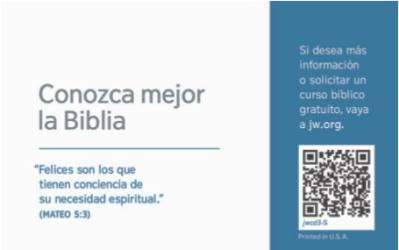 Conozca mejor
la Biblia
“Felices son los que
tienen conciencia de
su necesidad espiritual.”
(MATEO 5:3)
Si desea más
información
o solicitar un
curso bíblico
gratuito, vaya
a jw.org.
jwcd3-S
Printed in U.S.A.